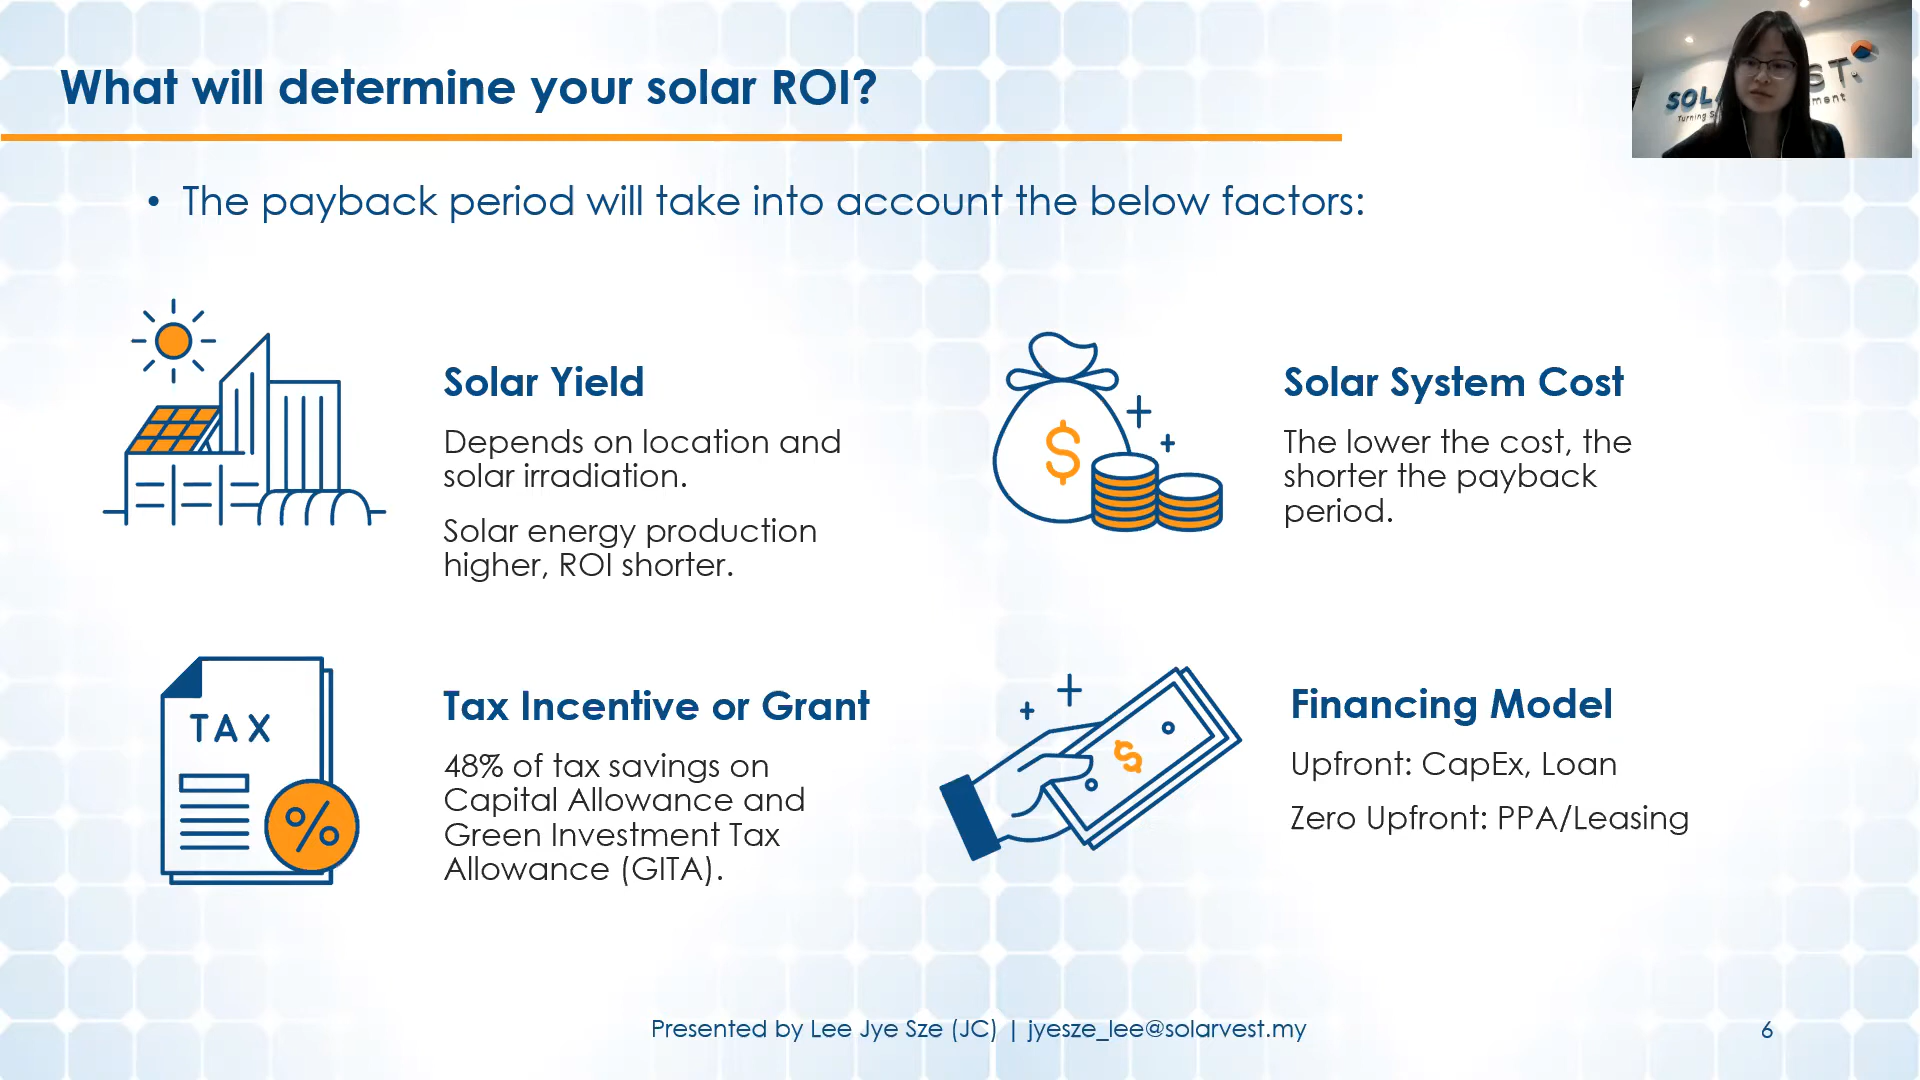 What will determine your solar ROI?
• The payback period will take into account the below factors:
Solar Yield
Depends on location and
solar irradiation.
Solar energy production
higher, ROI shorter.
$
Solar System Cost
The lower the cost, the
shorter the payback
period.
TAX
%
Tax Incentive or Grant
48% of tax savings on
Capital Allowance and
Green Investment Tax
Allowance (GITA).
$
Financing Model
Upfront: CapEx, Loan
Zero Upfront: PPA/Leasing
Presented by Lee Jye Sze (JC) | jyesze_lee@solarvest.my
6